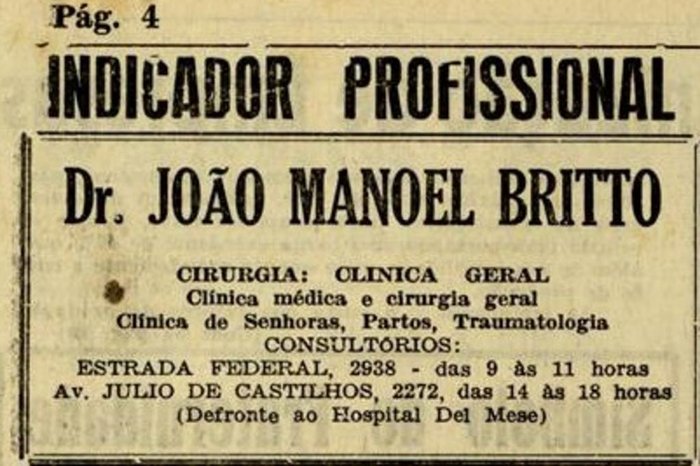 Pág. 4
INDICADOR PROFISSIONAL
Dr. JOÃO MANOEL BRITTO
CIRURGIA: CLINICA GERAL
Clínica médica e cirurgia geral
Clínica de Senhoras, Partos, Traumatologia
CONSULTÓRIOS:
ESTRADA FEDERAL, 2938 - das 9 às 11 horas
Av. JULIO DE CASTILHOS, 2272, das 14 às 18 horas
(Defronte ao Hospital Del Mese)